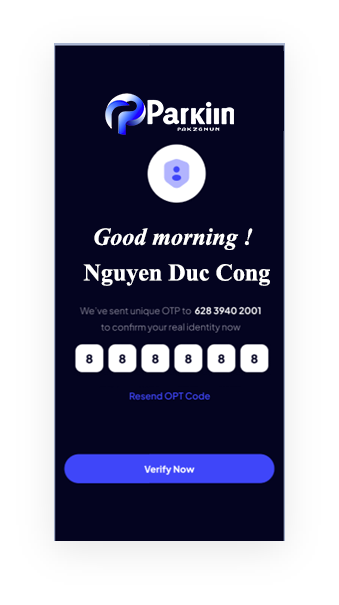 Parkiin
PAKZGNUN
Good morning !
Nguyen Duc Cong
We've sent unique OTP to 628 3940 2001
to confirm your real identity now
8 8 8 8 8 8
Resend OPT Code
Verify Now